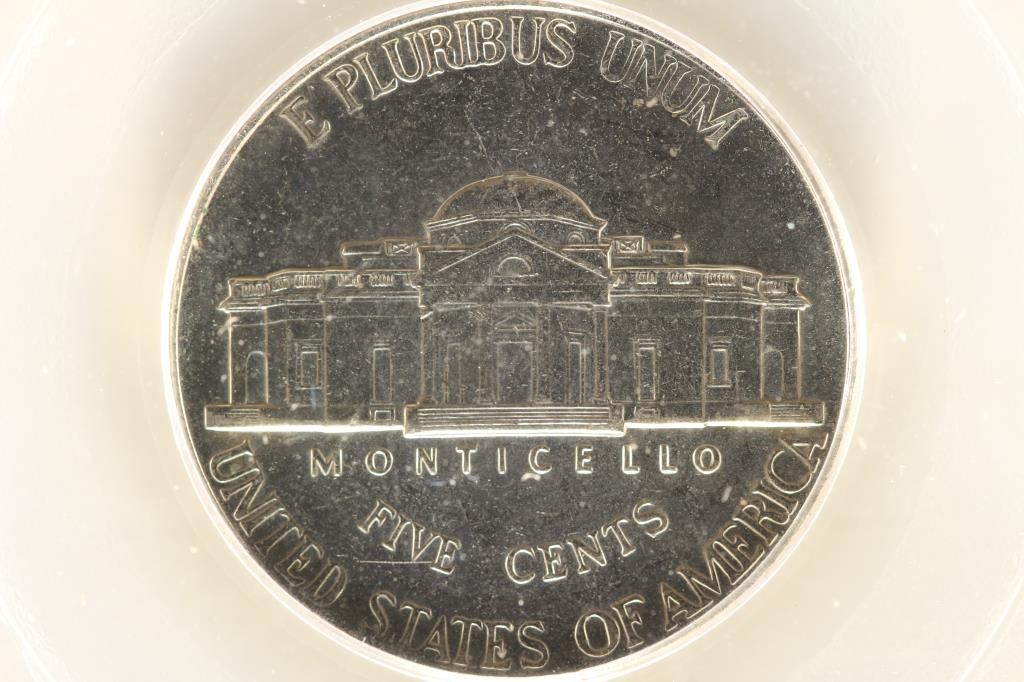 E PLURIBUS UNUM
MONTICELLO
FIVE CENTS
UNITED STATES OF AMERICA